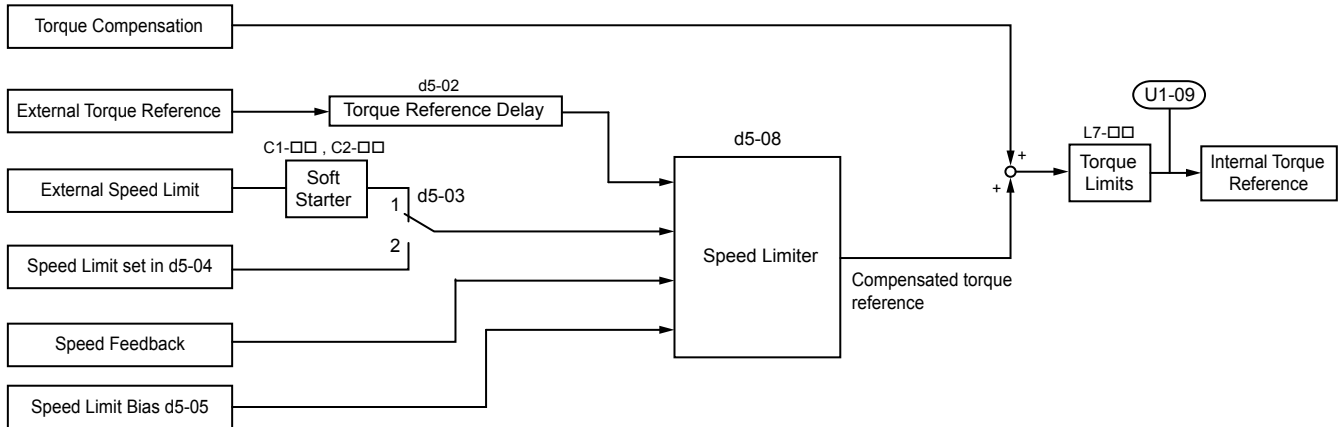 Torque Compensation
d5-02
External Torque Reference
Torque Reference Delay
U1-09
C1-□□ , C2-□□
d5-08
L7-□□
External Speed Limit
Soft
Starter
1
d5-03
+
+
Torque
Limits
Internal Torque
Reference
2
Speed Limit set in d5-04
Speed Limiter
Compensated torque
reference
Speed Feedback
Speed Limit Bias d5-05